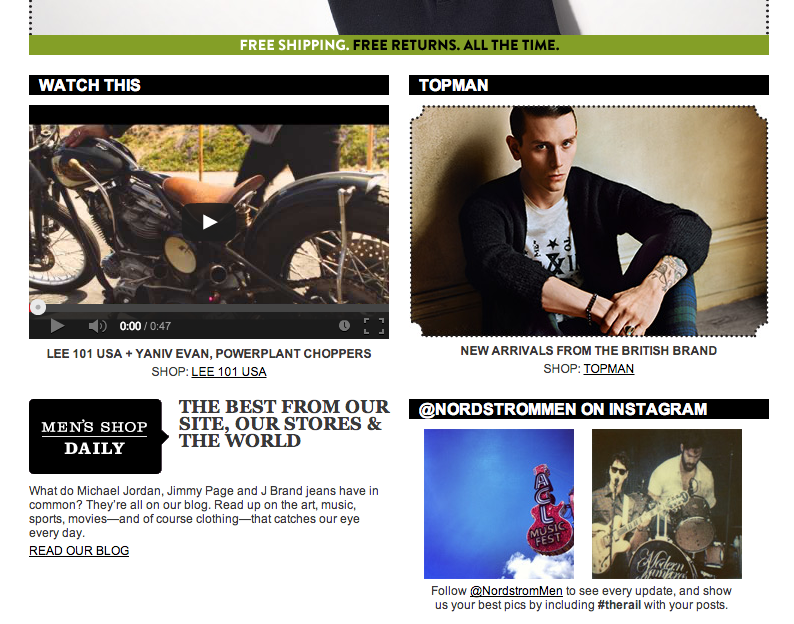 FREE SHIPPING. FREE RETURNS. ALL THE TIME.
WATCH THIS
0:00 / 0:47
LEE 101 USA + YANIV EVAN, POWERPLANT CHOPPERS
SHOP: LEE 101 USA
TOPMAN
NEW ARRIVALS FROM THE BRITISH BRAND
SHOP: TOPMAN
MEN'S SHOP
DAILY
THE BEST FROM OUR
SITE, OUR STORES &
THE WORLD
What do Michael Jordan, Jimmy Page and J Brand jeans have in
common? They're all on our blog. Read up on the art, music,
sports, movies—and of course clothing—that catches our eye
every day.
READ OUR BLOG
@NORDSTROMMEN ON INSTAGRAM
ACL
MUSIC
FEST
Modern
Follow @NordstromMen to see every update, and show
us your best pics by including #therail with your posts.